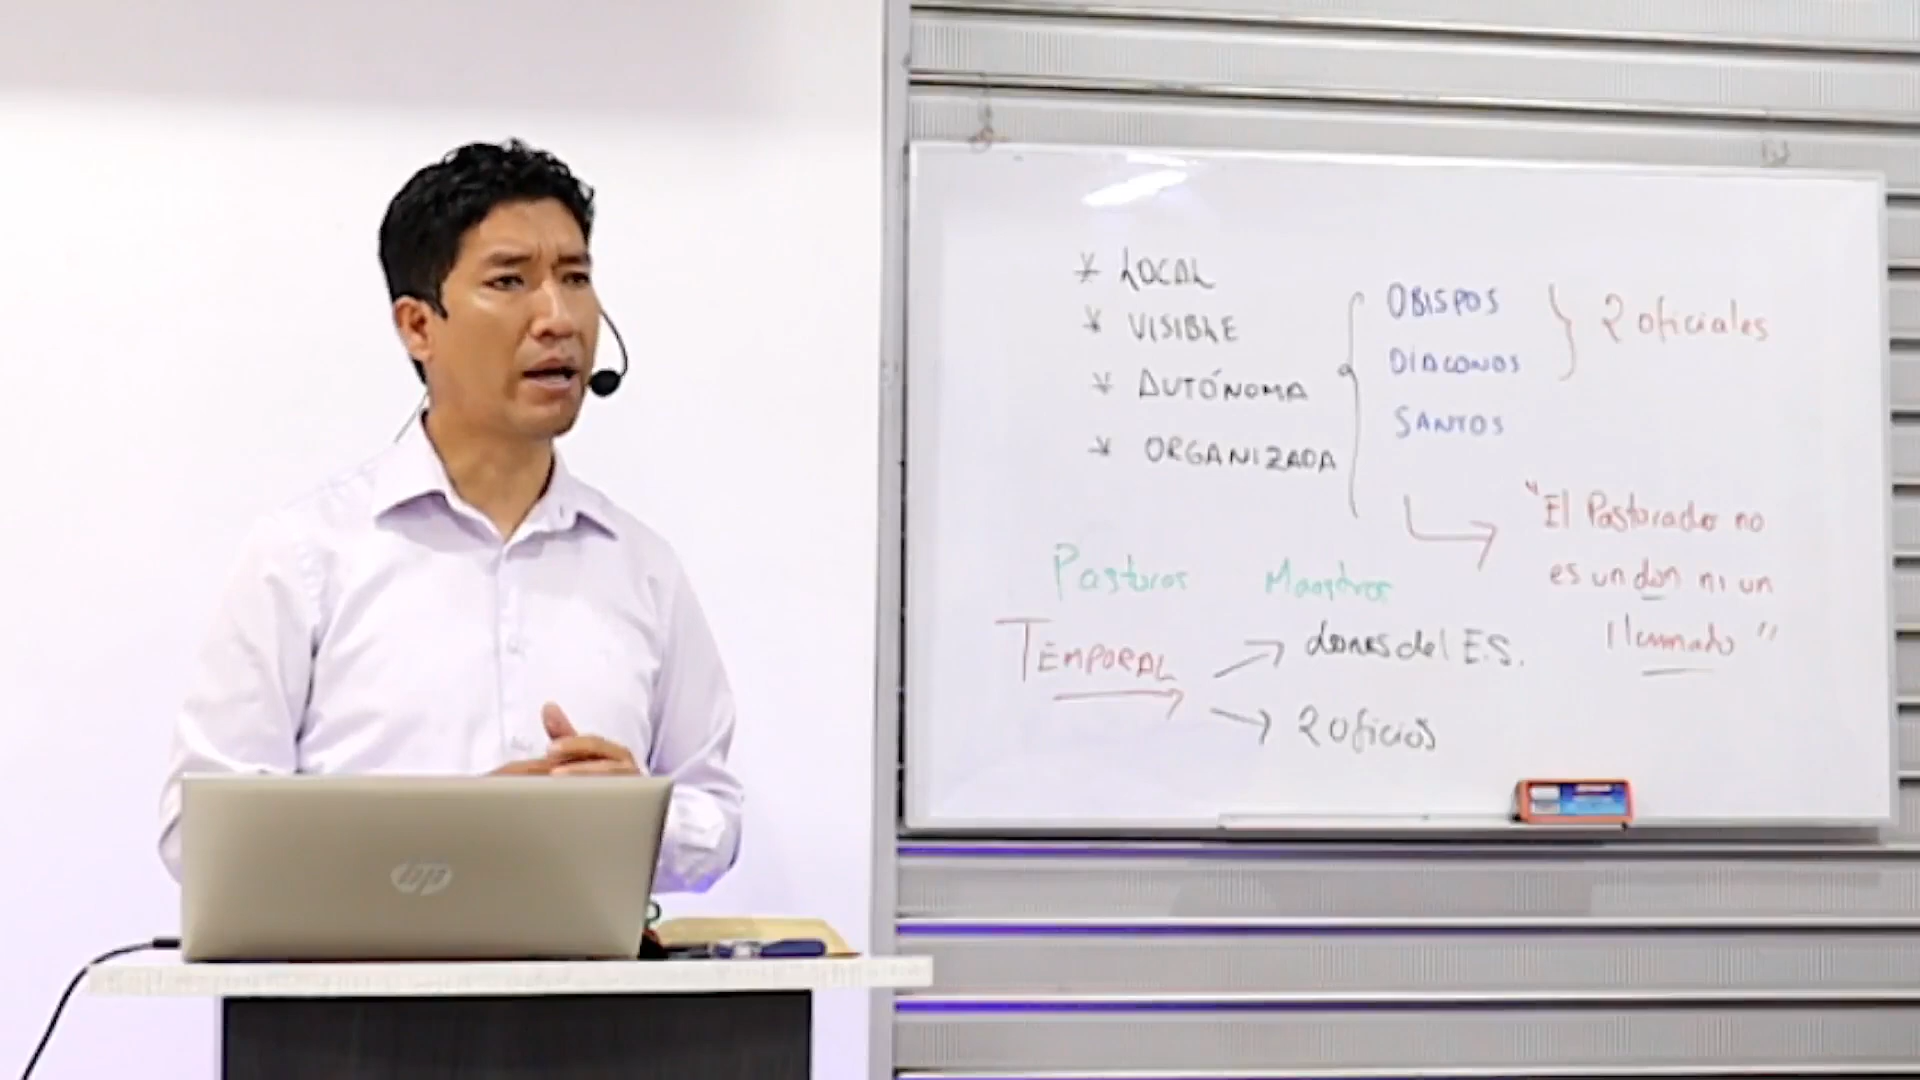 * LOCAL
* VISIBLE
* AUTÓNOMA
* ORGANIZADA
OBISPOS
DIACONOS
SANTOS
2 oficiales
"El Pastorado no
es un don ni un
llamado"
Pastores Maestros
TEMPORAL
dones del E.S.
2 oficios
hp